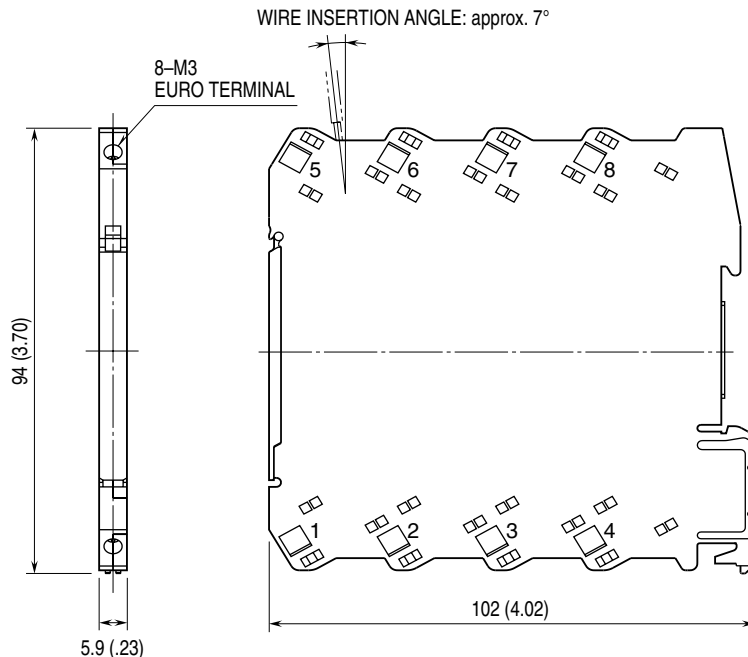 WIRE INSERTION ANGLE: approx. 7°
8–M3
EURO TERMINAL
5 6 7 8
94 (3.70)
1 2 3 4
102 (4.02)
5.9 (.23)